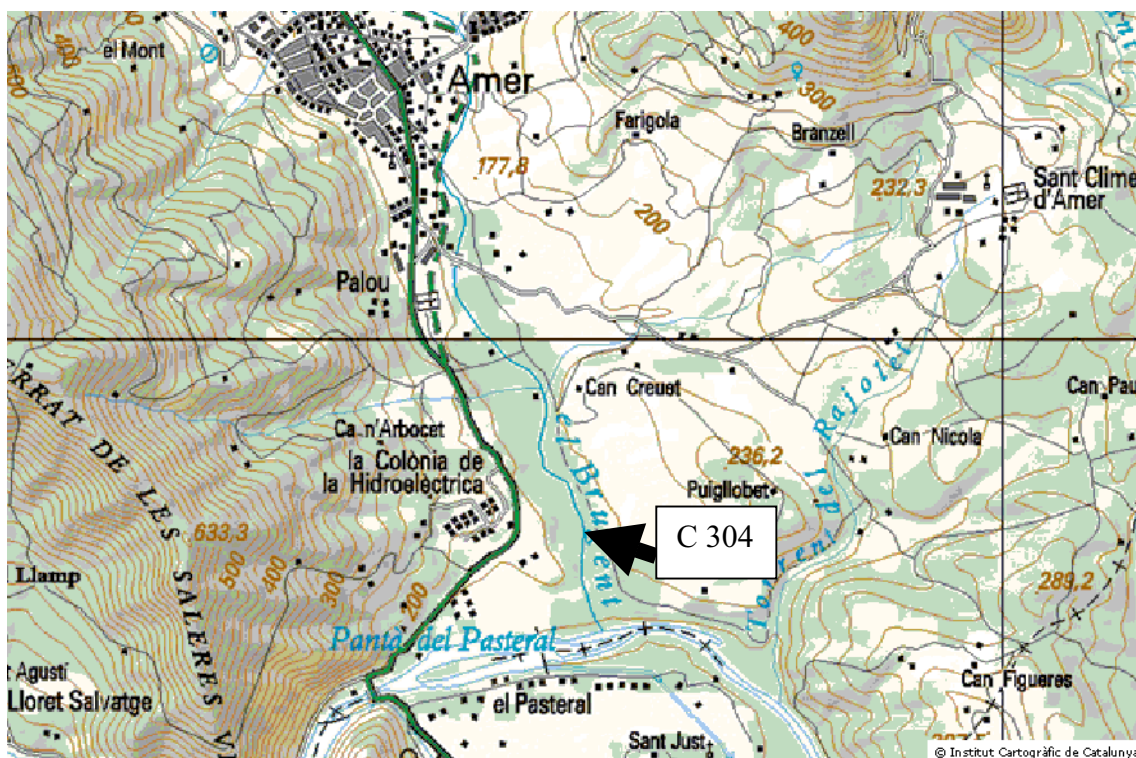 el Mont
400
Amer
400
300
Farigola
Branzell
177,8
232,3
Sant Climent
d'Amer
200
Palou
Can Creuet
Can Pau
Ca n'Arbocet
la Colònia de
la Hidroelèctrica
el Brugent
236,2
Puigllobet
Can Nicola
Torrent del Rajolet
SERRAT DE LES SALERES
633,3
500
400
300
200
C 304
Llamp
289,2
Pantà del Pasteral
t Agustí
Lloret Salvatge
el Pasteral
Can Figueres
Sant Just
© Institut Cartogràfic de Catalunya